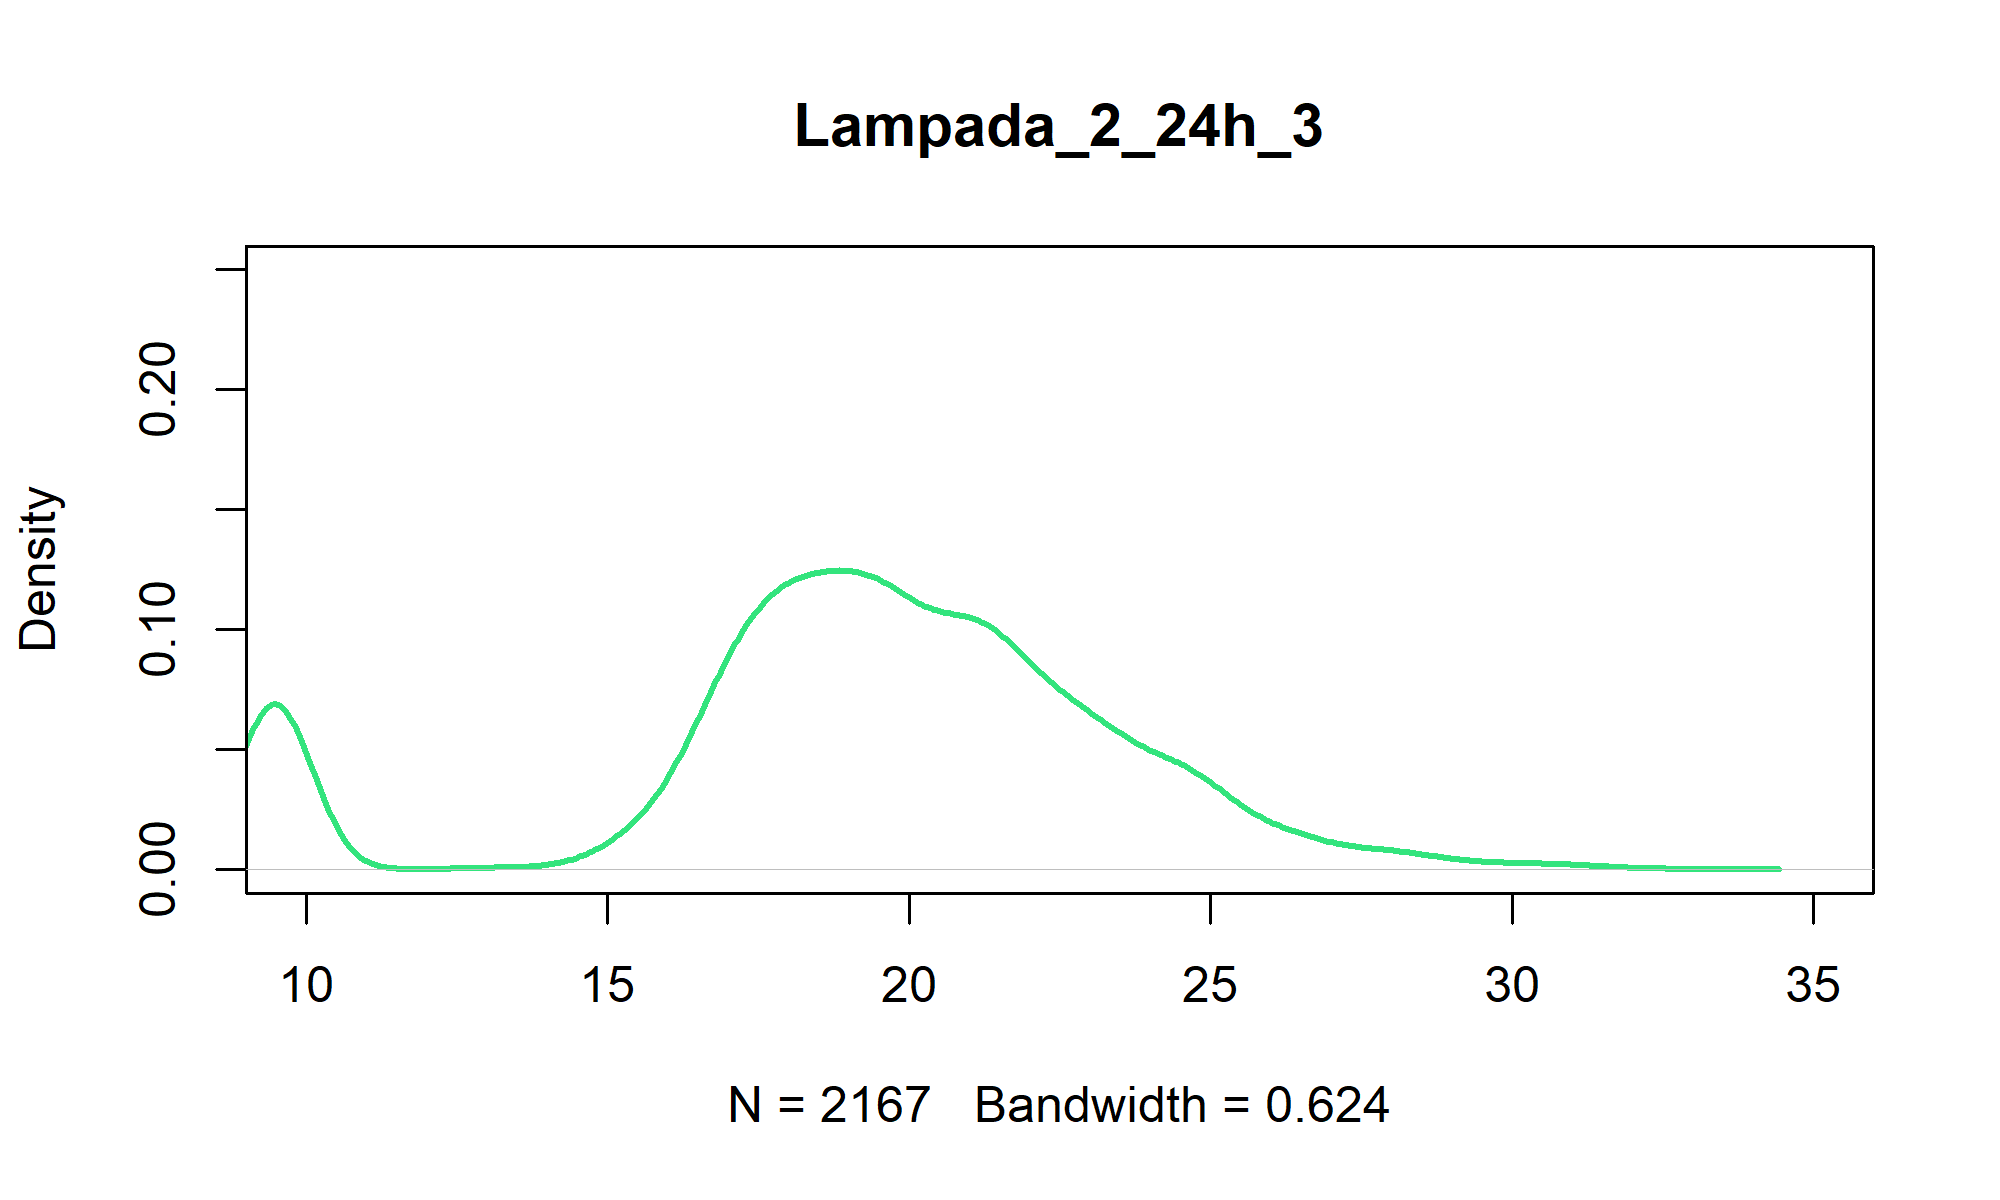 Lampada_2_24h_3
Density
0.20
0.10
0.00
10 15 20 25 30 35
N = 2167 Bandwidth = 0.624